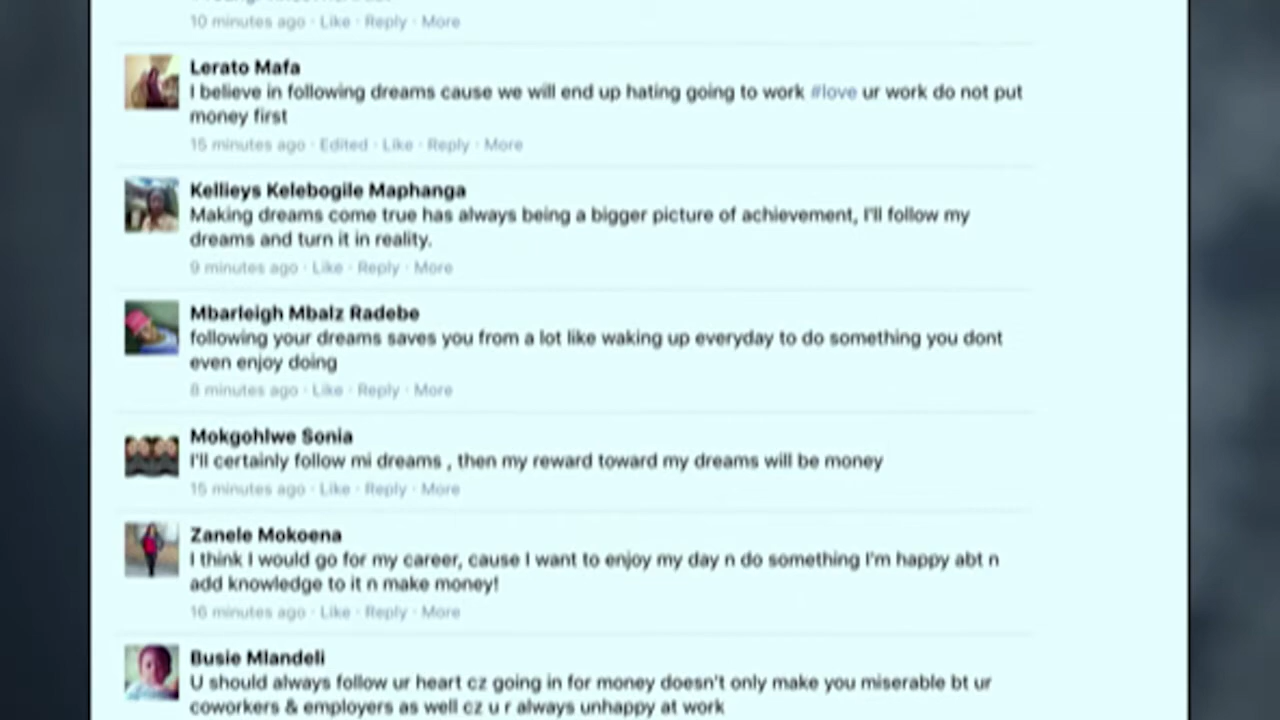 10 minutes ago · Like · Reply · More
Lerato Mafa
I believe in following dreams cause we will end up hating going to work #love ur work do not put
money first
15 minutes ago · Edited · Like · Reply · More
Kellieys Kelebogile Maphanga
Making dreams come true has always being a bigger picture of achievement, I'll follow my
dreams and turn it in reality.
9 minutes ago · Like · Reply · More
Mbarleigh Mbalz Radebe
following your dreams saves you from a lot like waking up everyday to do something you dont
even enjoy doing
8 minutes ago · Like · Reply · More
Mokgohlwe Sonia
I'll certainly follow mi dreams , then my reward toward my dreams will be money
15 minutes ago · Like · Reply · More
Zanele Mokoena
I think I would go for my career, cause I want to enjoy my day n do something I'm happy abt n
add knowledge to it n make money!
16 minutes ago · Like · Reply · More
Busie Mlandeli
U should always follow ur heart cz going in for money doesn't only make you miserable bt ur
coworkers & employers as well cz u r always unhappy at work